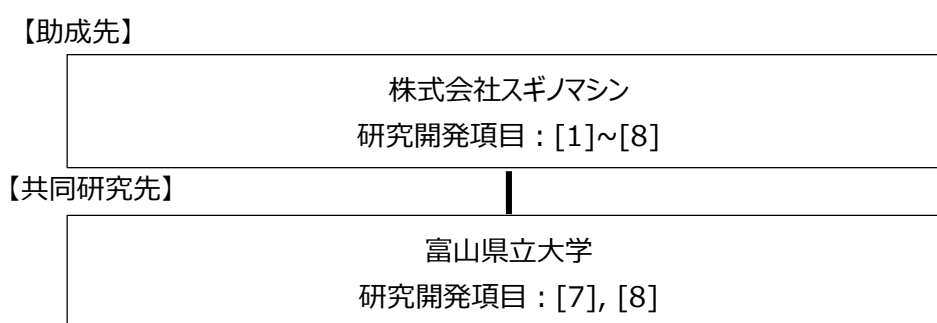 【助成先】
株式会社スギノマシン
研究開発項目：[1]~[8]
【共同研究先】
富山県立大学
研究開発項目：[7], [8]